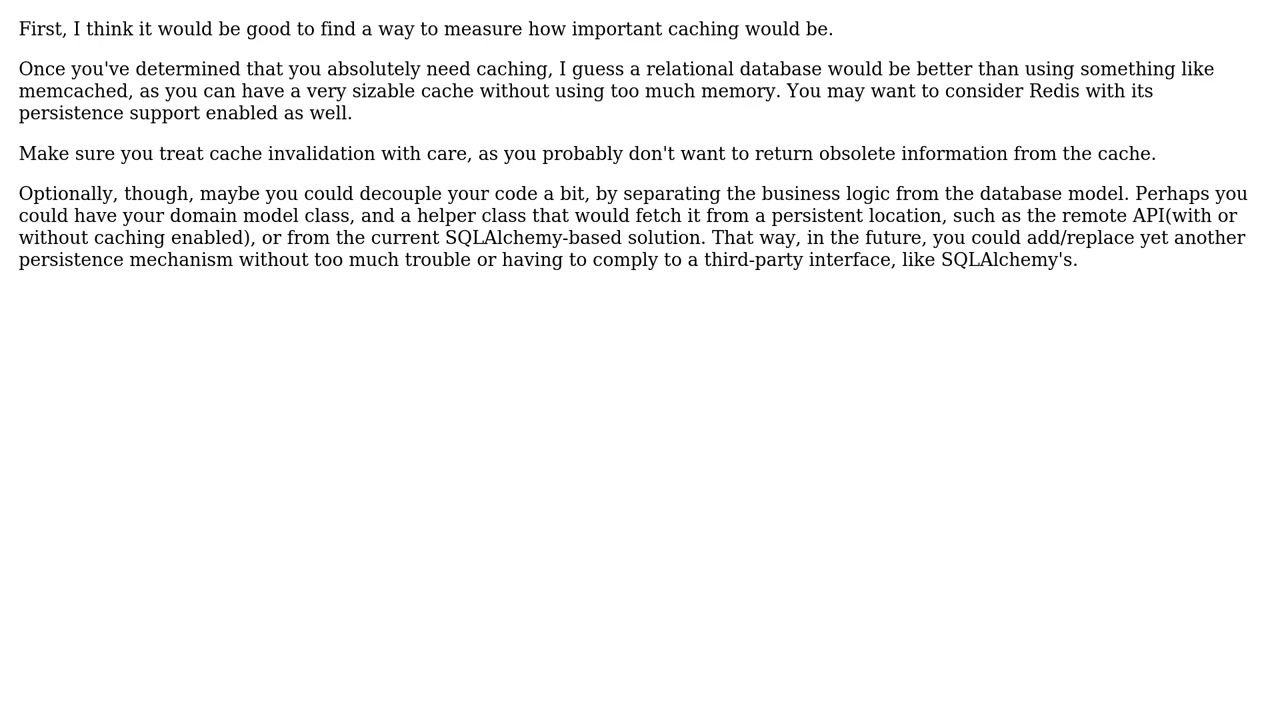 First, I think it would be good to find a way to measure how important caching would be.
Once you've determined that you absolutely need caching, I guess a relational database would be better than using something like
memcached, as you can have a very sizable cache without using too much memory. You may want to consider Redis with its
persistence support enabled as well.
Make sure you treat cache invalidation with care, as you probably don't want to return obsolete information from the cache.
Optionally, though, maybe you could decouple your code a bit, by separating the business logic from the database model. Perhaps you
could have your domain model class, and a helper class that would fetch it from a persistent location, such as the remote API(with or
without caching enabled), or from the current SQLAlchemy-based solution. That way, in the future, you could add/replace yet another
persistence mechanism without too much trouble or having to comply to a third-party interface, like SQLAlchemy's.